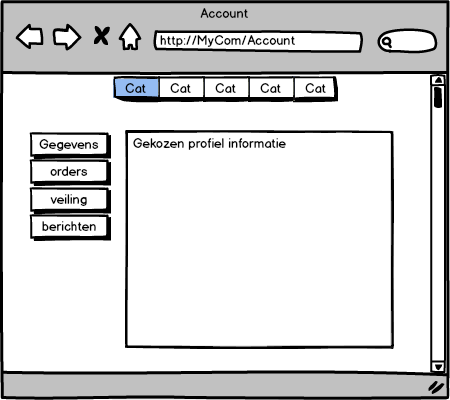 Account
http://MyCom/Account
Cat Cat Cat Cat Cat
Gegevens
orders
veiling
berichten
Gekozen profiel informatie